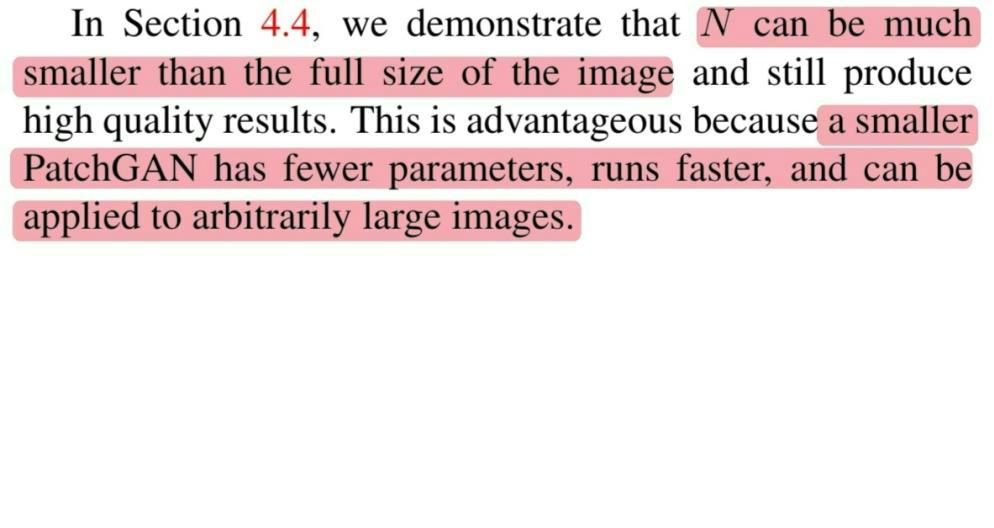 In Section 4.4, we demonstrate that N can be much
smaller than the full size of the image and still produce
high quality results. This is advantageous because a smaller
PatchGAN has fewer parameters, runs faster, and can be
applied to arbitrarily large images.